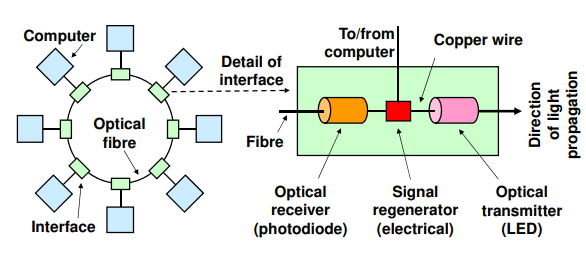 Computer
Detail of
interface
Optical
fibre
Interface
To/from
computer
Copper wire
Fibre
Direction
of light
propagation
Optical
receiver
(photodiode)
Signal
regenerator
(electrical)
Optical
transmitter
(LED)